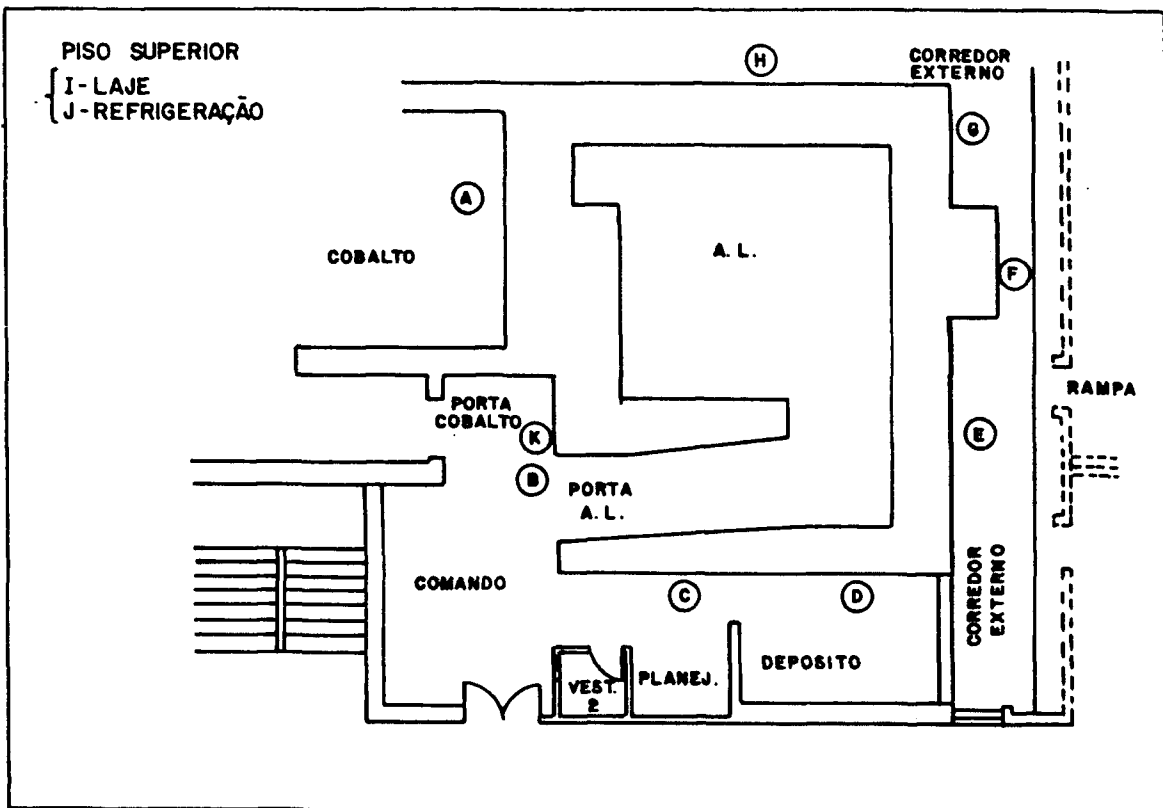 PISO SUPERIOR
I - LAJE
J - REFRIGERAÇÃO
H
CORREDOR
EXTERNO
G
A
COBALTO
A. L.
F
RAMPA
PORTA
COBALTO
K
E
B
PORTA
A. L.
COMANDO
C
D
CORREDOR
EXTERNO
VEST.
2
PLANEJ.
DEPOSITO